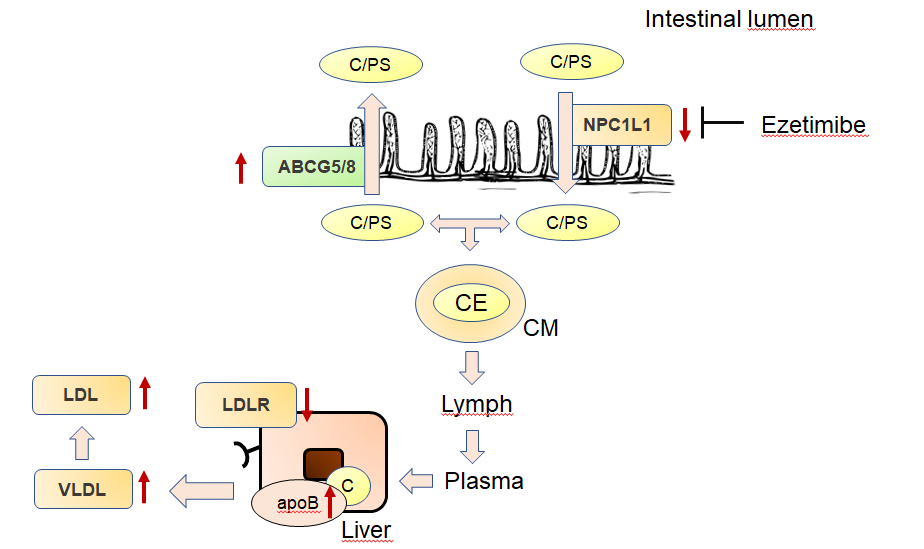 Intestinal lumen
C/PS
C/PS
NPC1L1
Ezetimibe
ABCG5/8
C/PS
C/PS
CE
CM
LDL
LDLR
Lymph
VLDL
C
Plasma
apoB
Liver